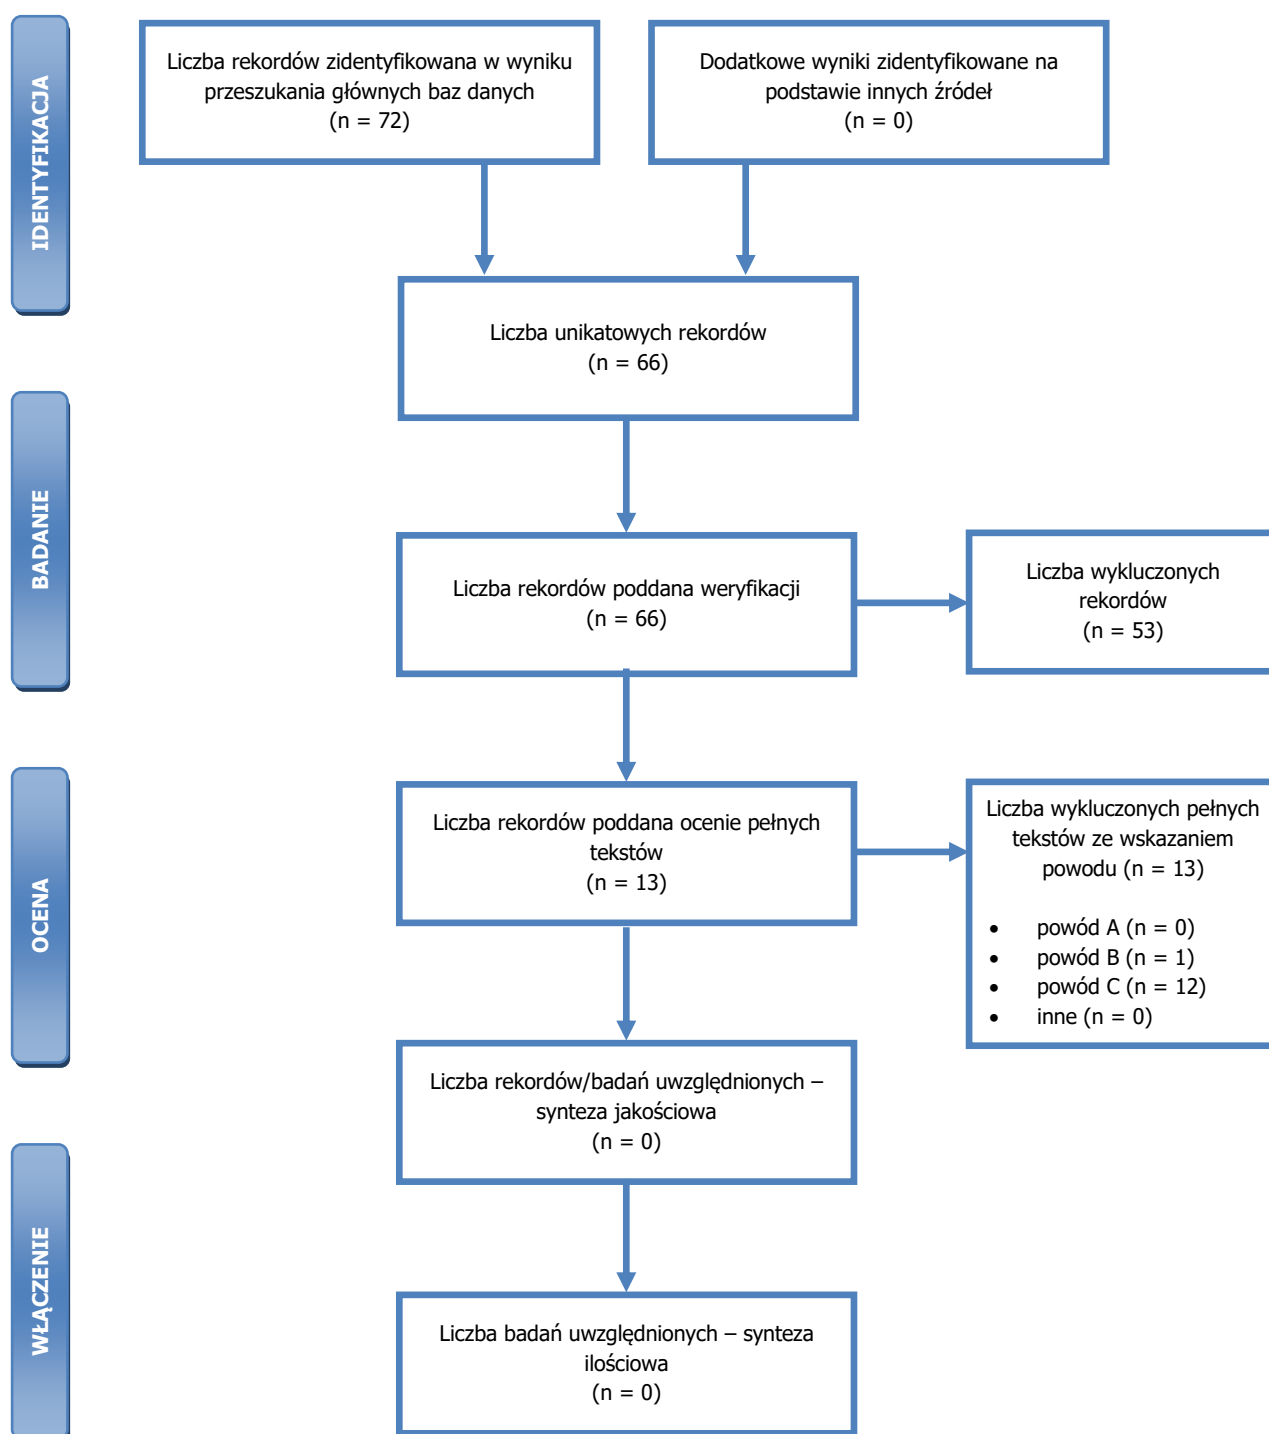 IDENTYFIKACJA
Liczba rekordów zidentyfikowana w wyniku
przeszukania głównych baz danych
(n = 72)
Dodatkowe wyniki zidentyfikowane na
podstawie innych źródeł
(n = 0)
Liczba unikatowych rekordów
(n = 66)
BADANIE
Liczba rekordów poddana weryfikacji
(n = 66)
Liczba wykluczonych
rekordów
(n = 53)
OCENA
Liczba rekordów poddana ocenie pełnych
tekstów
(n = 13)
Liczba wykluczonych pełnych
tekstów ze wskazaniem
powodu (n = 13)
• powód A (n = 0)
• powód B (n = 1)
• powód C (n = 12)
• inne (n = 0)
Liczba rekordów/badań uwzględnionych –
synteza jakościowa
(n = 0)
WŁĄCZENIE
Liczba badań uwzględnionych – synteza
ilościowa
(n = 0)